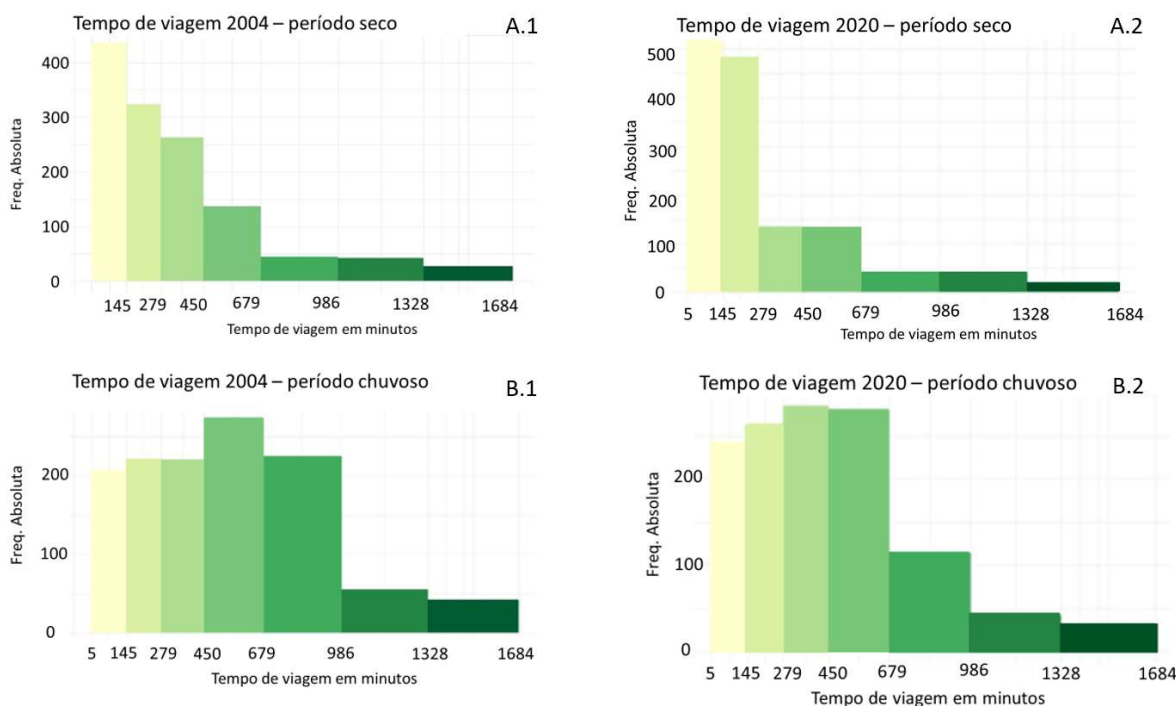 Tempo de viagem 2004 – período seco
A.1
400
300
200
100
0
Freq. Absoluta
145 279 450 679 986 1328 1684
Tempo de viagem em minutos
Tempo de viagem 2020 – período seco
A.2
500
400
300
200
100
0
Freq. Absoluta
5 145 279 450 679 986 1328 1684
Tempo de viagem em minutos
Tempo de viagem 2004 – período chuvoso
B.1
200
100
0
Freq. Absoluta
5 145 279 450 679 986 1328 1684
Tempo de viagem em minutos
Tempo de viagem 2020 – período chuvoso
B.2
200
100
0
Freq. Absoluta
5 145 279 450 679 986 1328 1684
Tempo de viagem em minutos